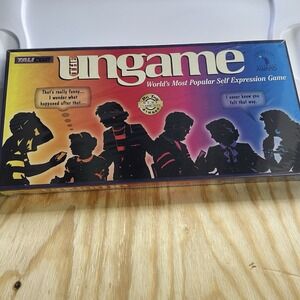 TALICOR
THE
ungame
World's Most Popular Self Expression Game
That's really funny...
I wonder what
happened after that...
I never knew you
felt that way.